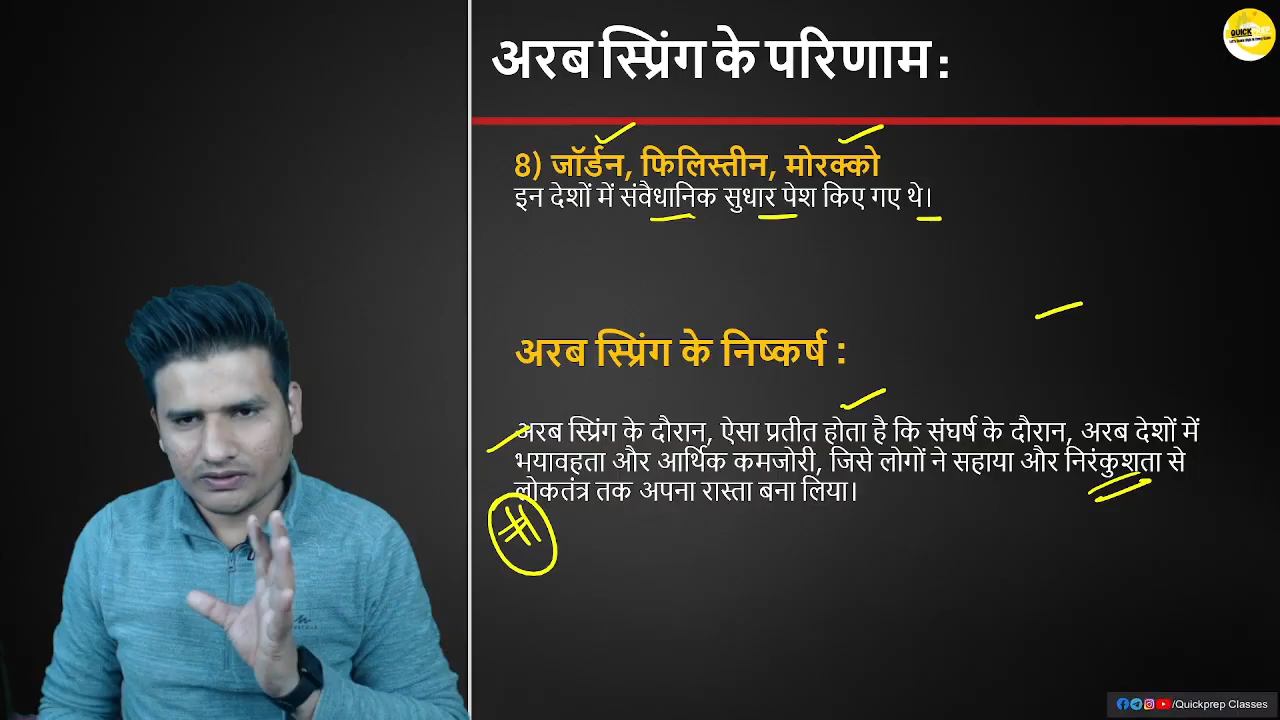 QUICKPREP
अरब स्प्रिंग के परिणाम :
8) जॉर्डन, फिलिस्तीन, मोरक्को
इन देशों में संवैधानिक सुधार पेश किए गए थे।
अरब स्प्रिंग के निष्कर्ष :
अरब स्प्रिंग के दौरान, ऐसा प्रतीत होता है कि संघर्ष के दौरान, अरब देशों में
भयावहता और आर्थिक कमजोरी, जिसे लोगों ने सहाया और निरंकुशता से
लोकतंत्र तक अपना रास्ता बना लिया।
/Quickprep Classes